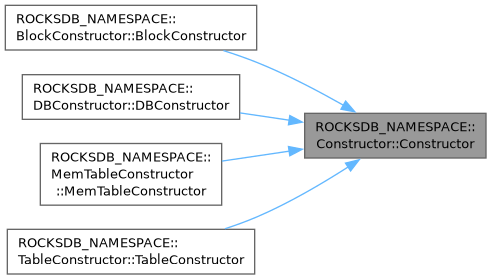 ROCKSDB_NAMESPACE::
BlockConstructor::BlockConstructor
ROCKSDB_NAMESPACE::
DBConstructor::DBConstructor
ROCKSDB_NAMESPACE::
Constructor::Constructor
ROCKSDB_NAMESPACE::
MemTableConstructor
::MemTableConstructor
ROCKSDB_NAMESPACE::
TableConstructor::TableConstructor